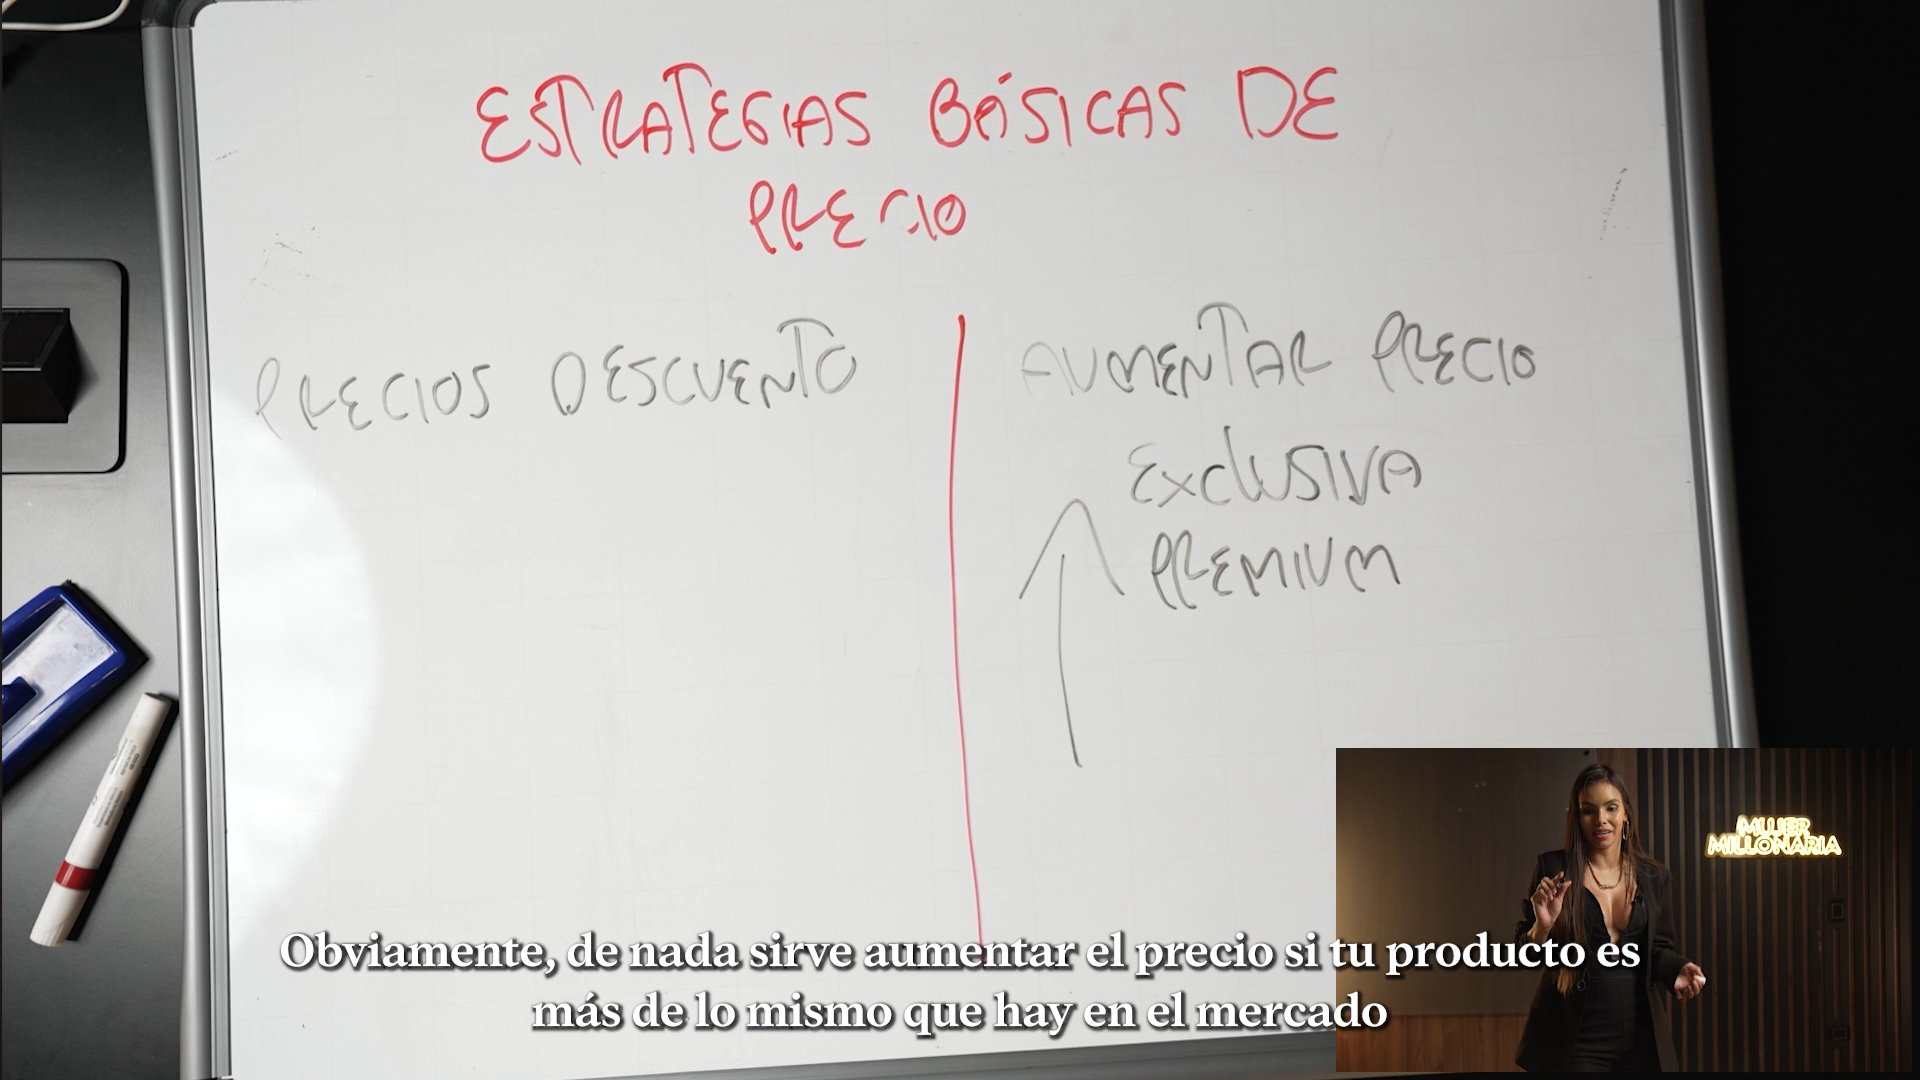 ESTRATEGIAS BÁSICAS DE
PRECIO
PRECIOS DESCUENTO
AUMENTAR PRECIO
EXCLUSIVA
PREMIUM
MUJER
MILLONARIA
Obviamente, de nada sirve aumentar el precio si tu producto es
más de lo mismo que hay en el mercado